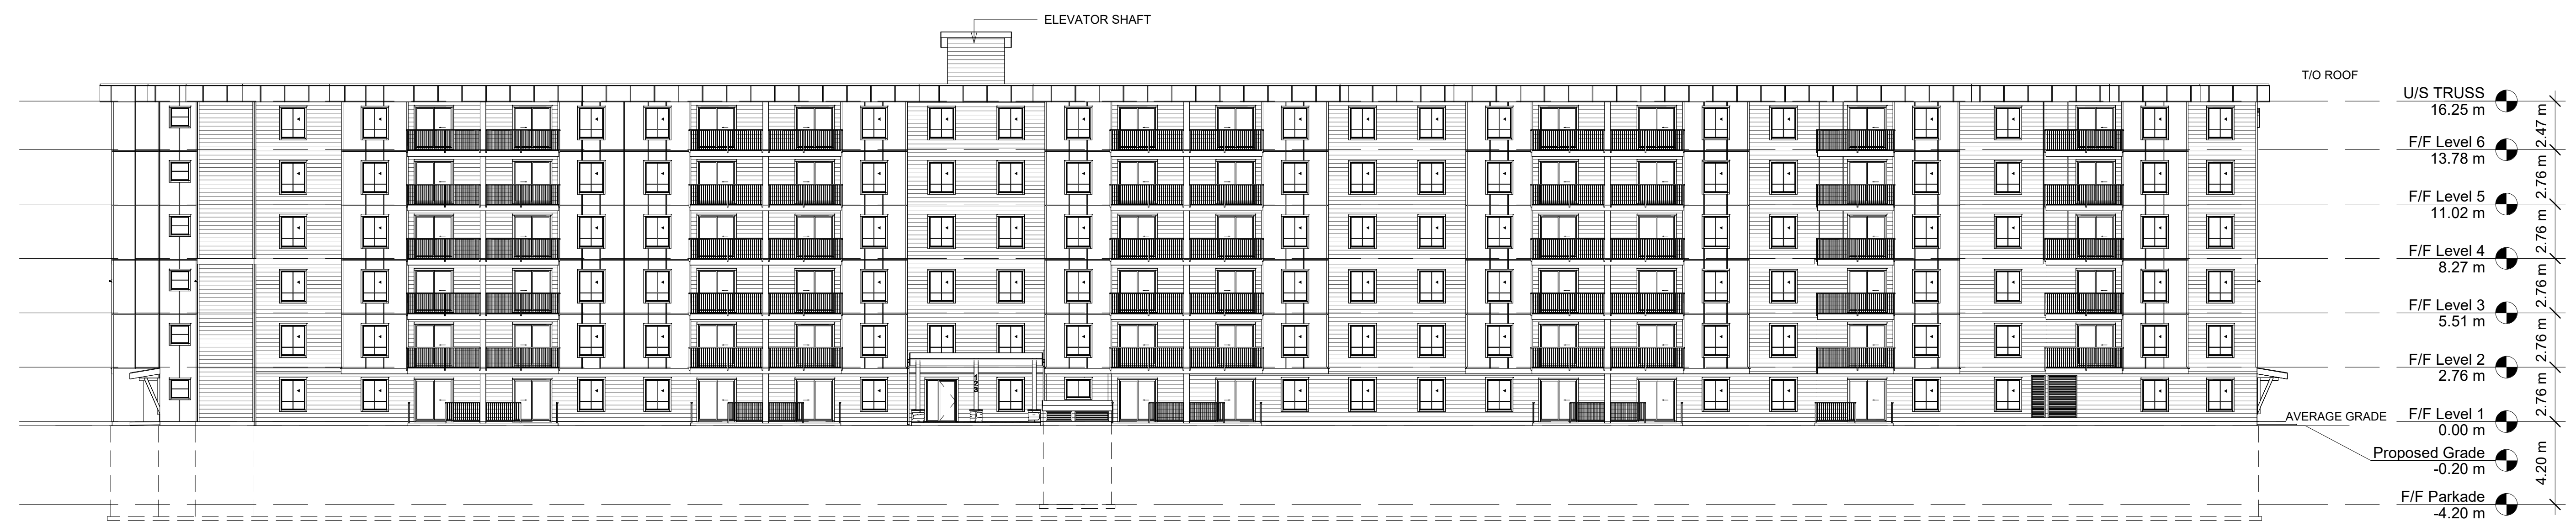 ELEVATOR SHAFT
T/O ROOF
U/S TRUSS
16.25 m
2.47 m
F/F Level 6
13.78 m
2.76 m
F/F Level 5
11.02 m
2.76 m
F/F Level 4
8.27 m
2.76 m
F/F Level 3
5.51 m
2.76 m
F/F Level 2
2.76 m
2.76 m
AVERAGE GRADE
F/F Level 1
0.00 m
Proposed Grade
-0.20 m
4.20 m
F/F Parkade
-4.20 m